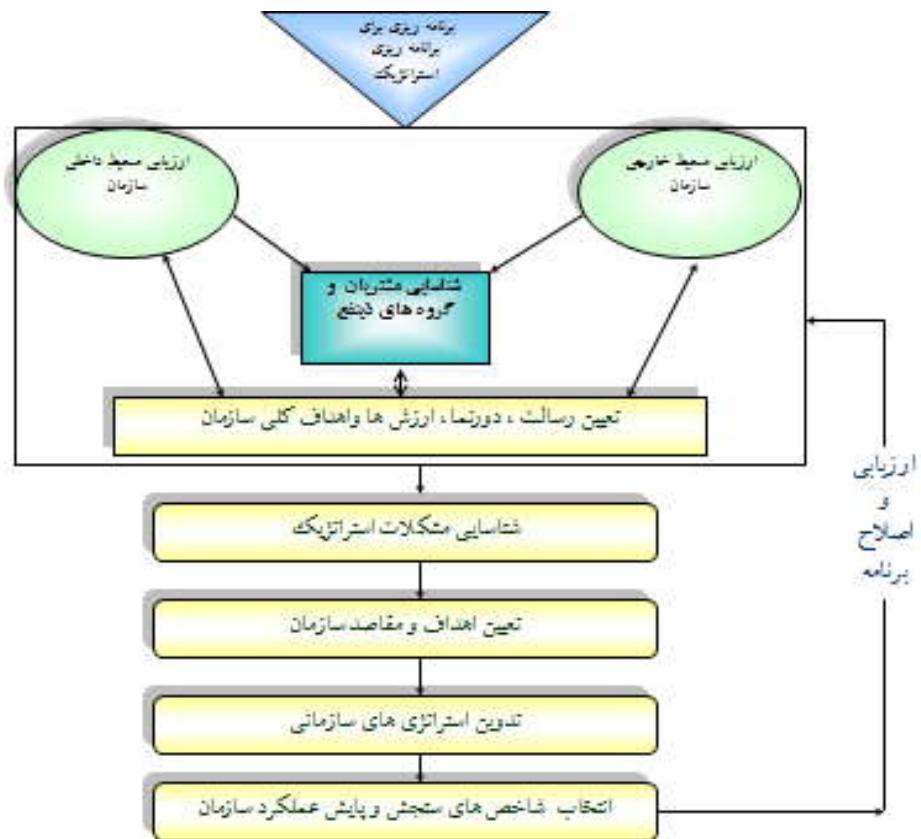 برنامه ریزی برای
برنامه ریزی
استراتژیک
ارزیابی محیط خارجی
سازمان
ارزیابی محیط داخلی
سازمان
شناسایی مشتریان و
گروه های ذینفع
تعیین رسالت ، دورنما ، ارزش ها واهداف کلی سازمان
شناسایی مشکلات استراتژیک
تعیین اهداف و مقاصد سازمان
تدوین استراتژی های سازمانی
انتخاب شاخص های سنجش و پایش عملکرد سازمان
ارزیابی
و
اصلاح
برنامه